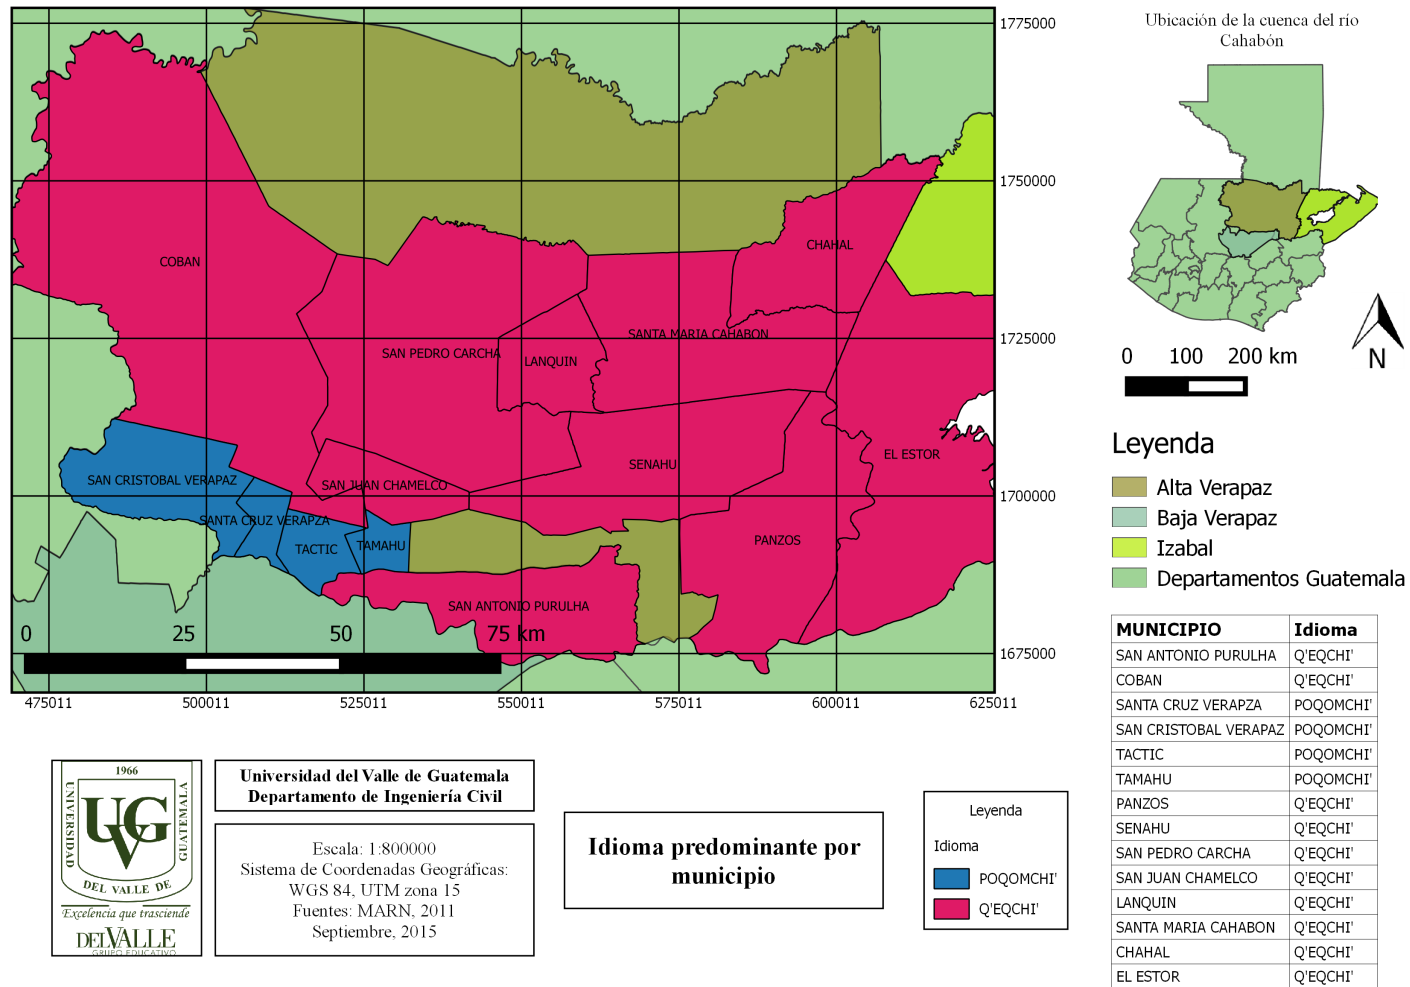 1775000
1750000
1725000
1700000
1675000
475011
500011
525011
550011
575011
600011
625011
COBAN
CHAHAL
SANTA MARIA CAHABON
SAN PEDRO CARCHA
LANQUIN
EL ESTOR
SENAHU
SAN CRISTOBAL VERAPAZ
SAN JUAN CHAMELCO
SANTA CRUZ VERAPZA
TACTIC
TAMAHU
PANZOS
SAN ANTONIO PURULHA
0 25 50 75 km
Ubicación de la cuenca del río
Cahabón
N
0 100 200 km
Leyenda
Alta Verapaz
Baja Verapaz
Izabal
Departamentos Guatemala
MUNICIPIO Idioma
SAN ANTONIO PURULHA Q'EQCHI'
COBAN Q'EQCHI'
SANTA CRUZ VERAPZA POQOMCHI'
SAN CRISTOBAL VERAPAZ POQOMCHI'
TACTIC POQOMCHI'
TAMAHU POQOMCHI'
PANZOS Q'EQCHI'
SENAHU Q'EQCHI'
SAN PEDRO CARCHA Q'EQCHI'
SAN JUAN CHAMELCO Q'EQCHI'
LANQUIN Q'EQCHI'
SANTA MARIA CAHABON Q'EQCHI'
CHAHAL Q'EQCHI'
EL ESTOR Q'EQCHI'
1966
UNIVERSIDAD
UVG
GUATEMALA
DEL VALLE DE
Excelencia que trasciende
DELVALLE
GRUPO EDUCATIVO
Universidad del Valle de Guatemala
Departamento de Ingeniería Civil
Escala: 1:800000
Sistema de Coordenadas Geográficas:
WGS 84, UTM zona 15
Fuentes: MARN, 2011
Septiembre, 2015
Idioma predominante por
municipio
Leyenda
Idioma
POQOMCHI'
Q'EQCHI'